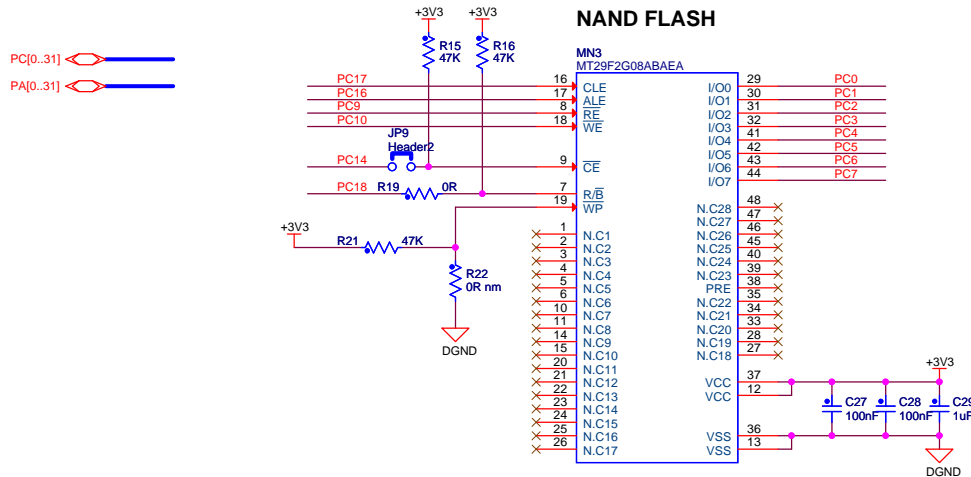 NAND FLASH
+3V3
+3V3
R15
47K
R16
47K
MN3
MT29F2G08ABAEA
PC[0..31]
PA[0..31]
PC17 16 CLE
PC16 17 ALE
PC9 8 RE
PC10 18 WE
JP9
Header2
PC14 9 CE
PC18 R19 0R 7 R/B
19 WP
+3V3
R21 47K
R22
0R nm
DGND
1 N.C1
2 N.C2
3 N.C3
4 N.C4
5 N.C5
6 N.C6
10 N.C7
11 N.C8
14 N.C9
15 N.C10
20 N.C11
21 N.C12
22 N.C13
23 N.C14
24 N.C15
25 N.C16
26 N.C17
I/O0 29 PC0
I/O1 30 PC1
I/O2 31 PC2
I/O3 32 PC3
I/O4 41 PC4
I/O5 42 PC5
I/O6 43 PC6
I/O7 44 PC7
N.C28 48
N.C27 47
N.C26 46
N.C25 45
N.C24 40
N.C23 39
PRE 38
N.C22 35
N.C21 34
N.C20 33
N.C19 28
N.C18 27
VCC 37
VCC 12
VSS 36
VSS 13
+3V3
C27
100nF
C28
100nF
C29
1uF
DGND